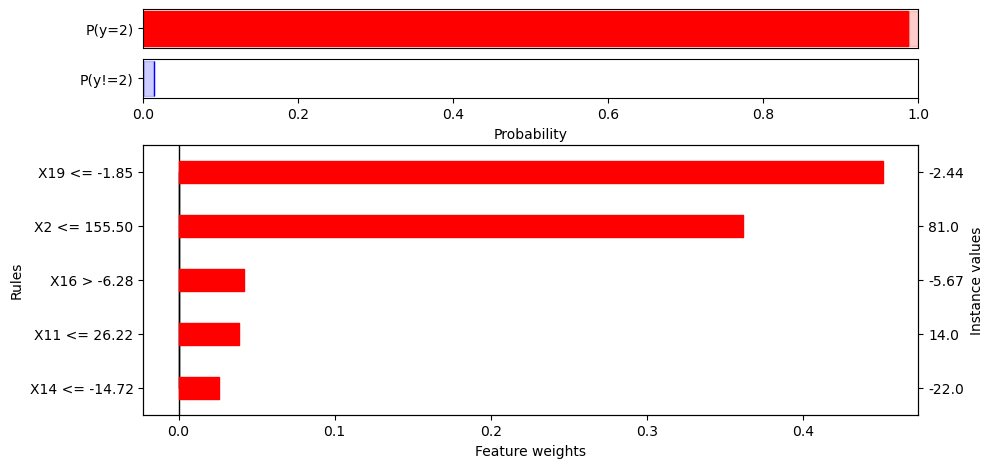 P(y=2)
P(y!=2)
0.0 0.2 0.4 0.6 0.8 1.0
Probability
X19 <= -1.85 -2.44
X2 <= 155.50 81.0
X16 > -6.28 -5.67
X11 <= 26.22 14.0
X14 <= -14.72 -22.0
Rules
Instance values
0.0 0.1 0.2 0.3 0.4
Feature weights